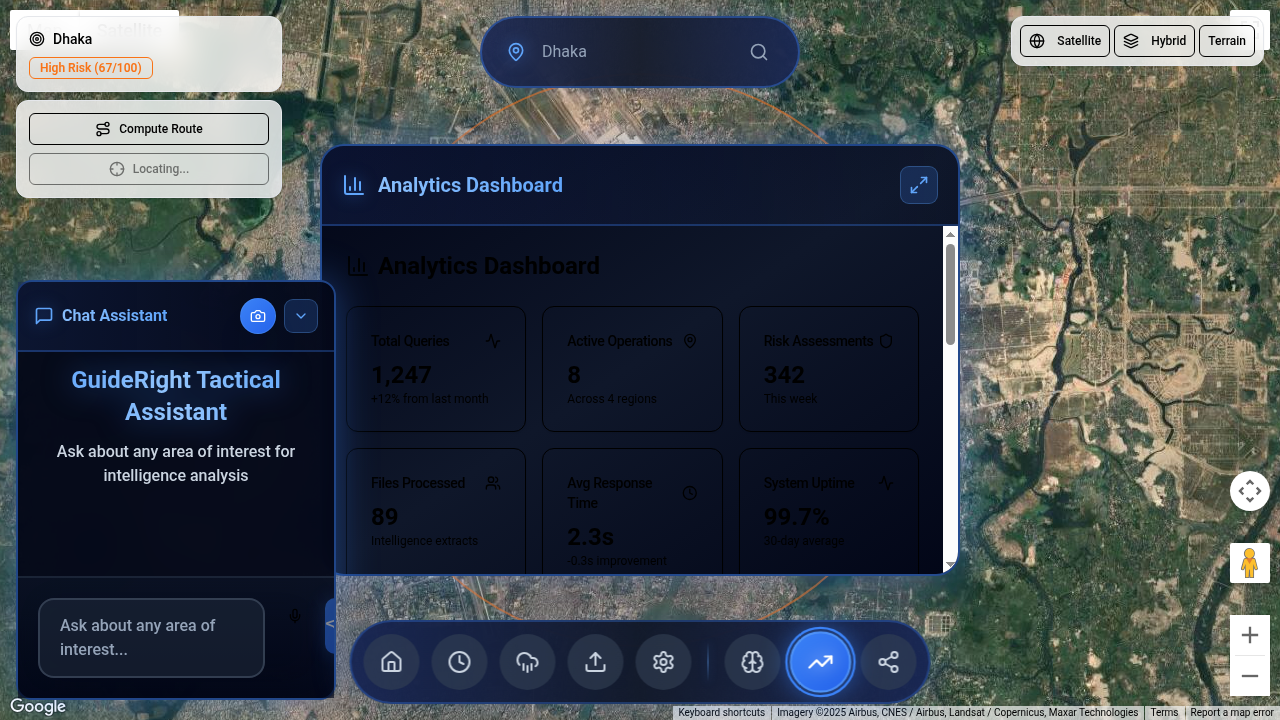 Satellite
Dhaka
High Risk (67/100)
Compute Route
Locating...
Dhaka
Satellite
Hybrid
Terrain
Analytics Dashboard
Analytics Dashboard
Total Queries
1,247
+12% from last month
Active Operations
8
Across 4 regions
Risk Assessments
342
This week
Files Processed
89
Intelligence extracts
Avg Response
Time
2.3s
-0.3s improvement
System Uptime
99.7%
30-day average
Chat Assistant
GuideRight Tactical
Assistant
Ask about any area of interest for
intelligence analysis
Ask about any area of
interest...
<
Google
Keyboard shortcuts
Imagery ©2025 Airbus, CNES / Airbus, Landsat / Copernicus, Maxar Technologies
Terms
Report a map error